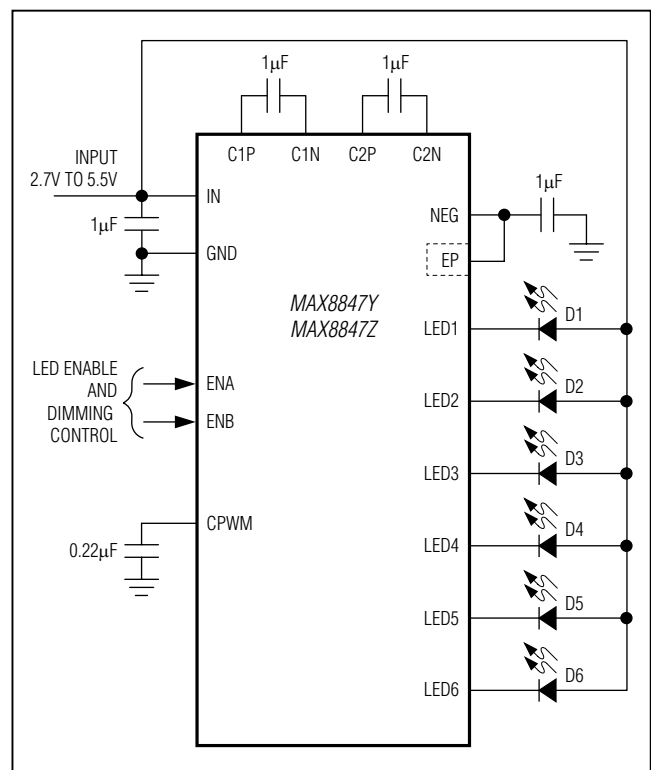 1μF
1μF
C1P
C1N
C2P
C2N
INPUT
2.7V TO 5.5V
IN
1μF
GND
NEG
1μF
EP
MAX8847Y
MAX8847Z
LED1
D1
LED ENABLE
AND
DIMMING
CONTROL
ENA
ENB
LED2
D2
LED3
D3
CPWM
0.22μF
LED4
D4
LED5
D5
LED6
D6